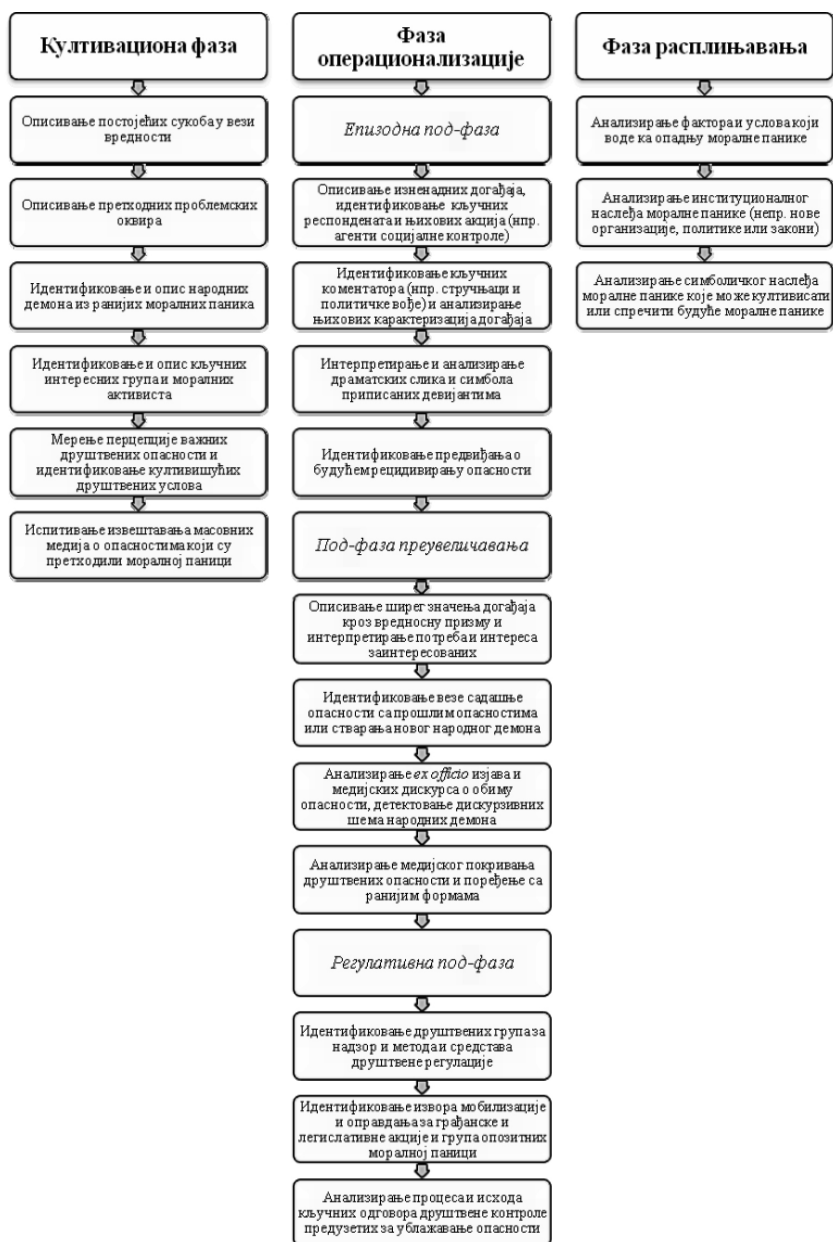 Култивациона фаза
Описивање постојећих сукоба у вези
вредности
Описивање претходних проблемских
оквира
Идентификовање и опис народних
демона из ранијих моралних паника
Идентификовање и опис кључних
интересних група и моралних
активиста
Мерење перцепције важних
друштвених опасности и
идентификовање култивишућих
друштвених услова
Испитивање извештавања масовних
медија о опасностима који су
претходили моралној паници
Фаза
операционализације
Епизодна под-фаза
Описивање изненадних догађаја,
идентификовање кључних
респондената и њихових акција (нпр.
агенти социјалне контроле)
Идентификовање кључних
коментатора (нпр. стручњаци и
политичке вође) и анализирање
њихових карактеризација догађаја
Интерпретирање и анализирање
драматских слика и симбола
приписаних девијантима
Идентификовање предвиђања о
будућем рецидивирању опасности
Под-фаза преувеличавања
Описивање ширег значења догађаја
кроз вредносну призму и
интерпретирање потреба и интереса
заинтересованих
Идентификовање везе садашње
опасности са прошлим опасностима
или стварања новог народног демона
Анализирање ex officio изјава и
медијских дискурса о обиму
опасности, детектовање дискурзивних
шема народних демона
Анализирање медијског покривања
друштвених опасности и поређење са
ранијим формама
Регулативна под-фаза
Идентификовање друштвених група за
надзор и метода и средстава
друштвене регулације
Идентификовање извора мобилизације
и оправдања за грађанске и
легислативне акције и група опозитних
моралној паници
Анализирање процеса и исхода
кључних одговора друштвене контроле
предузетих за ублажавање опасности
Фаза расплињавања
Анализирање фактора и услова који
воде ка опадњу моралне панике
Анализирање институционалног
наслеђа моралне панике (непр. нове
организације, политике или закони)
Анализирање симболичког наслеђа
моралне панике које може култивисати
или спречити будуће моралне панике